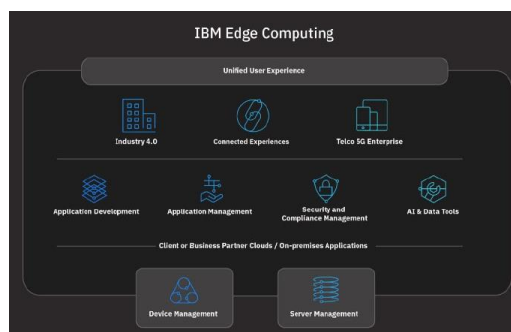 IBM Edge Computing
Unified User Experience
Industry 4.0
Connected Experiences
Telco 5G Enterprise
Application Development
Application Management
Security and
Compliance Management
AI & Data Tools
Client or Business Partner Clouds / On-premises Applications
Device Management
Server Management